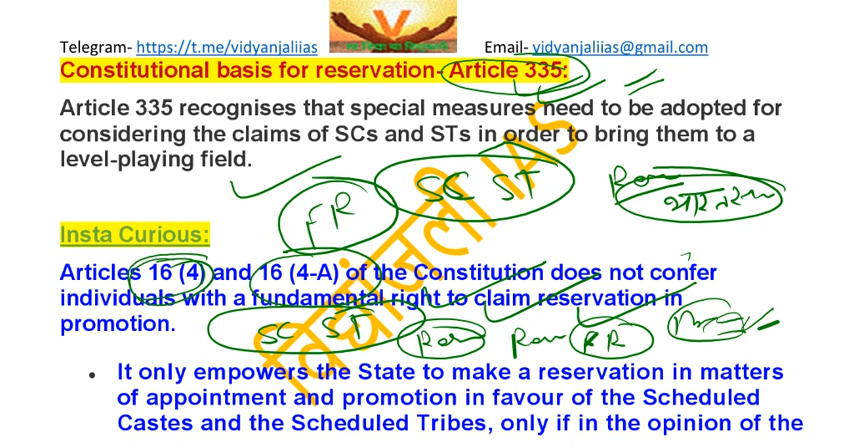 Telegram- https://t.me/vidyanjaliias Email- vidyanjaliias@gmail.com
Constitutional basis for reservation- Article 335:
Article 335 recognises that special measures need to be adopted for
considering the claims of SCs and STs in order to bring them to a
level-playing field.
SC ST
FR
Insta Curious:
Articles 16 (4) and 16 (4-A) of the Constitution does not confer
individuals with a fundamental right to claim reservation in
promotion.
SC ST
FR
It only empowers the State to make a reservation in matters
of appointment and promotion in favour of the Scheduled
Castes and the Scheduled Tribes, only if in the opinion of the
विद्यांजली IAS